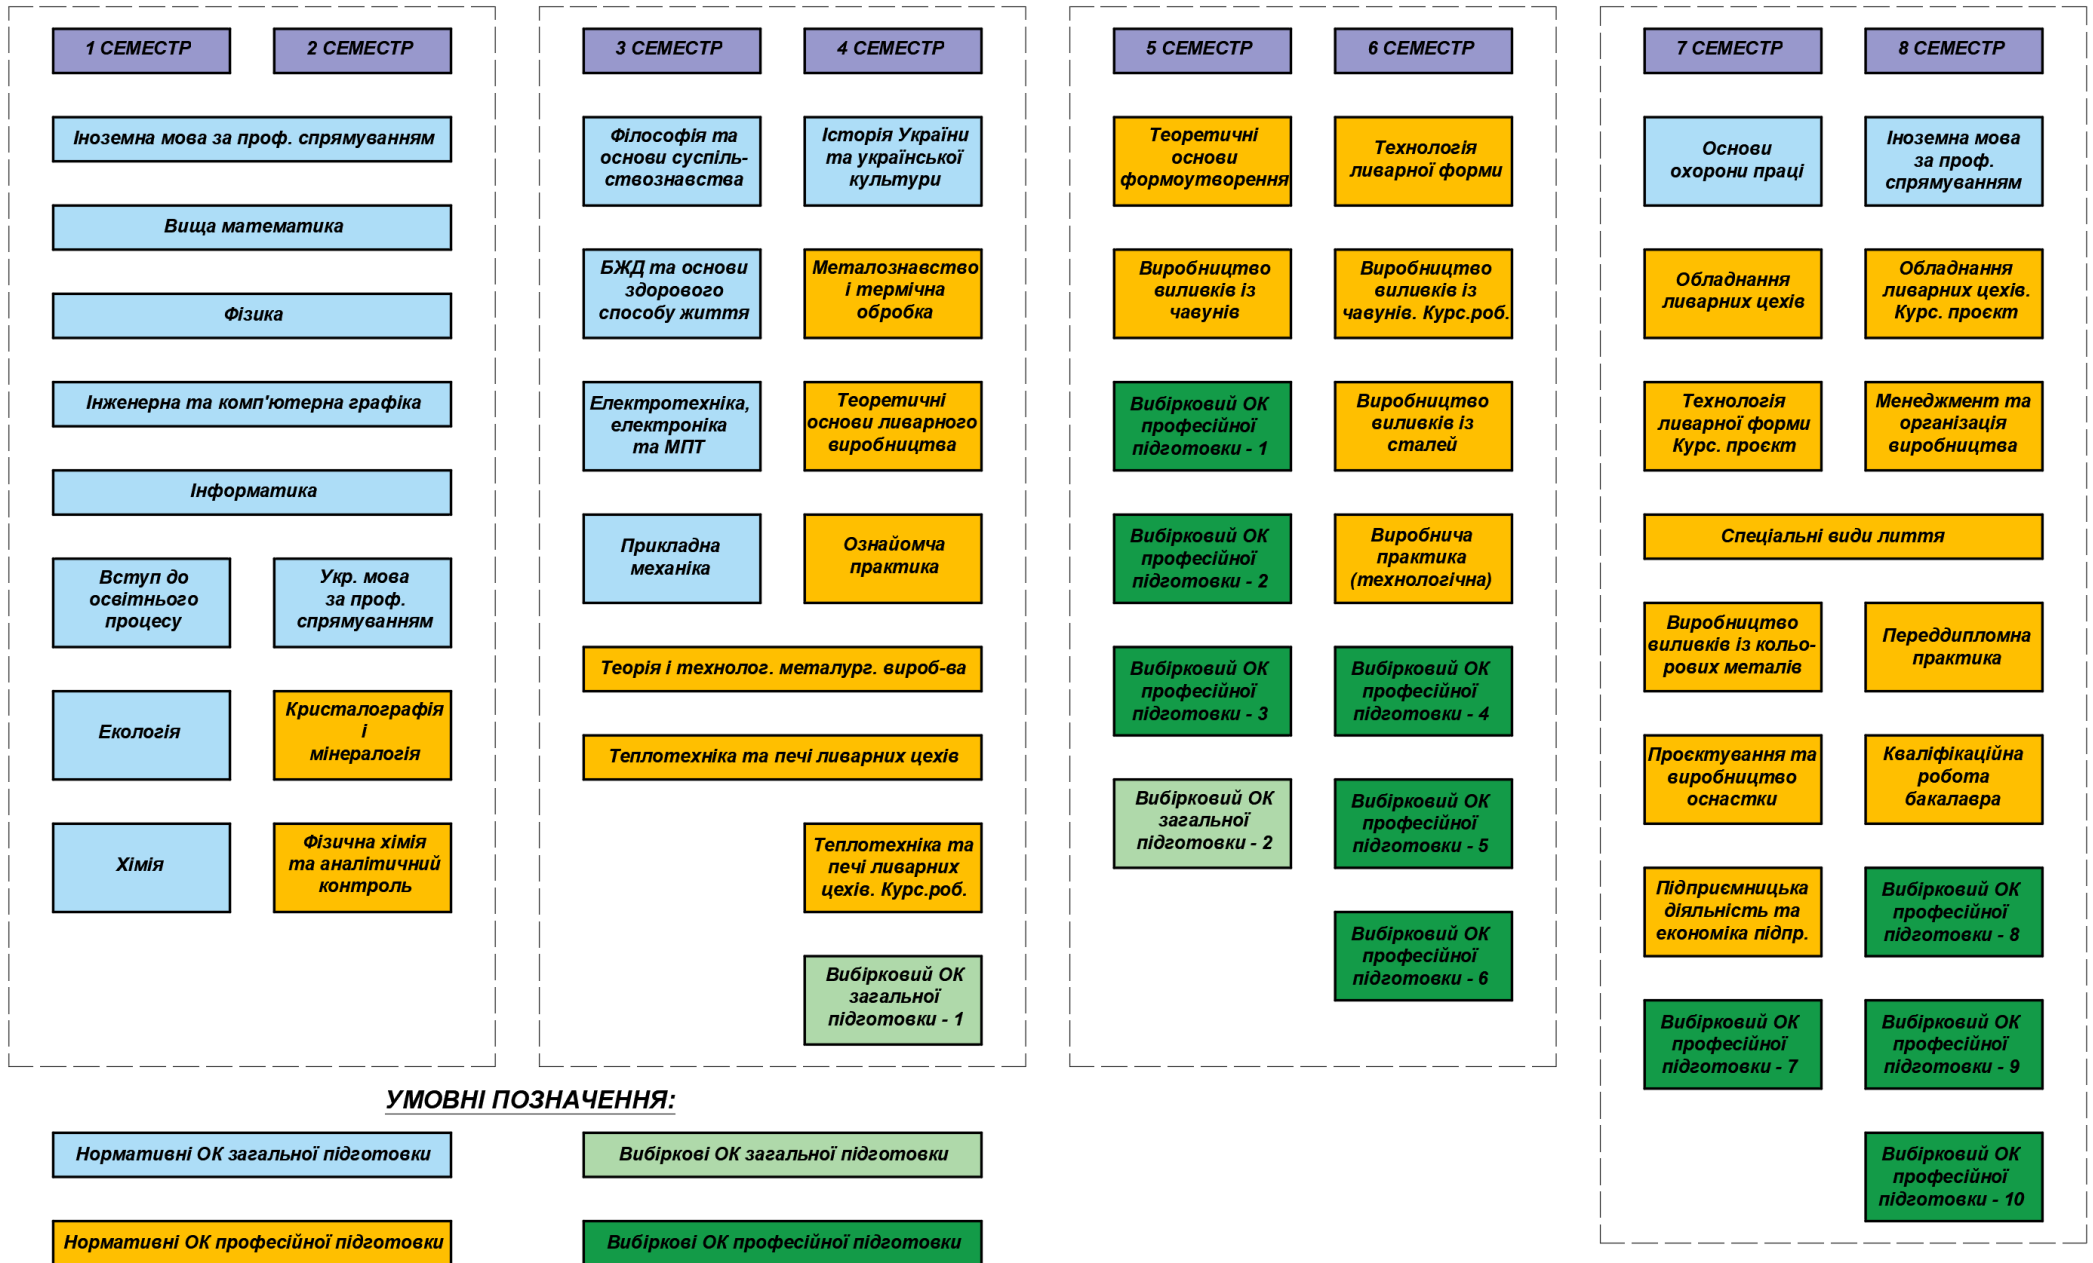 1 СЕМЕСТР
2 СЕМЕСТР
Іноземна мова за проф. спрямуванням
Вища математика
Фізика
Інженерна та комп'ютерна графіка
Інформатика
Вступ до
освітнього
процесу
Укр. мова
за проф.
спрямуванням
Екологія
Кристалографія
і
мінералогія
Хімія
Фізична хімія
та аналітичний
контроль
3 СЕМЕСТР
4 СЕМЕСТР
Філософія та
основи суспіль-
ствознавства
Історія України
та української
культури
БЖД та основи
здорового
способу життя
Металознавство
і термічна
обробка
Електротехніка,
електроніка
та МПТ
Теоретичні
основи ливарного
виробництва
Прикладна
механіка
Ознайомча
практика
Теорія і технолог. металург. вироб-ва
Теплотехніка та печі ливарних цехів
Теплотехніка та
печі ливарних
цехів. Курс.роб.
Вибірковий ОК
загальної
підготовки - 1
5 СЕМЕСТР
6 СЕМЕСТР
Теоретичні
основи
формоутворення
Технологія
ливарної форми
Виробництво
виливків із
чавунів
Виробництво
виливків із
чавунів. Курс.роб.
Вибірковий ОК
професійної
підготовки - 1
Виробництво
виливків із
сталей
Вибірковий ОК
професійної
підготовки - 2
Виробнича
практика
(технологічна)
Вибірковий ОК
професійної
підготовки - 3
Вибірковий ОК
професійної
підготовки - 4
Вибірковий ОК
загальної
підготовки - 2
Вибірковий ОК
професійної
підготовки - 5
Вибірковий ОК
професійної
підготовки - 6
7 СЕМЕСТР
8 СЕМЕСТР
Основи
охорони праці
Іноземна мова
за проф.
спрямуванням
Обладнання
ливарних цехів
Обладнання
ливарних цехів.
Курс. проєкт
Технологія
ливарної форми
Курс. проєкт
Менеджмент та
організація
виробництва
Спеціальні види лиття
Виробництво
виливків із кольо-
рових металів
Переддипломна
практика
Проєктування та
виробництво
оснастки
Кваліфікаційна
робота
бакалавра
Підприємницька
діяльність та
економіка підпр.
Вибірковий ОК
професійної
підготовки - 8
Вибірковий ОК
професійної
підготовки - 7
Вибірковий ОК
професійної
підготовки - 9
Вибірковий ОК
професійної
підготовки - 10
УМОВНІ ПОЗНАЧЕННЯ:
Нормативні ОК загальної підготовки
Вибіркові ОК загальної підготовки
Нормативні ОК професійної підготовки
Вибіркові ОК професійної підготовки